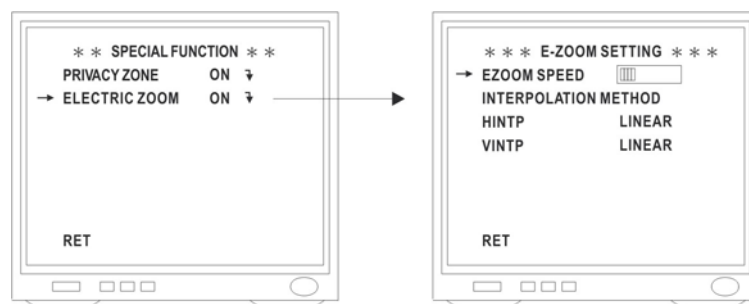 * * SPECIAL FUNCTION * *
PRIVACY ZONE ON ↴
→ ELECTRIC ZOOM ON ↴
RET
* * * E-ZOOM SETTING * * *
→ EZOOM SPEED
INTERPOLATION METHOD
HINTP LINEAR
VINTP LINEAR
RET